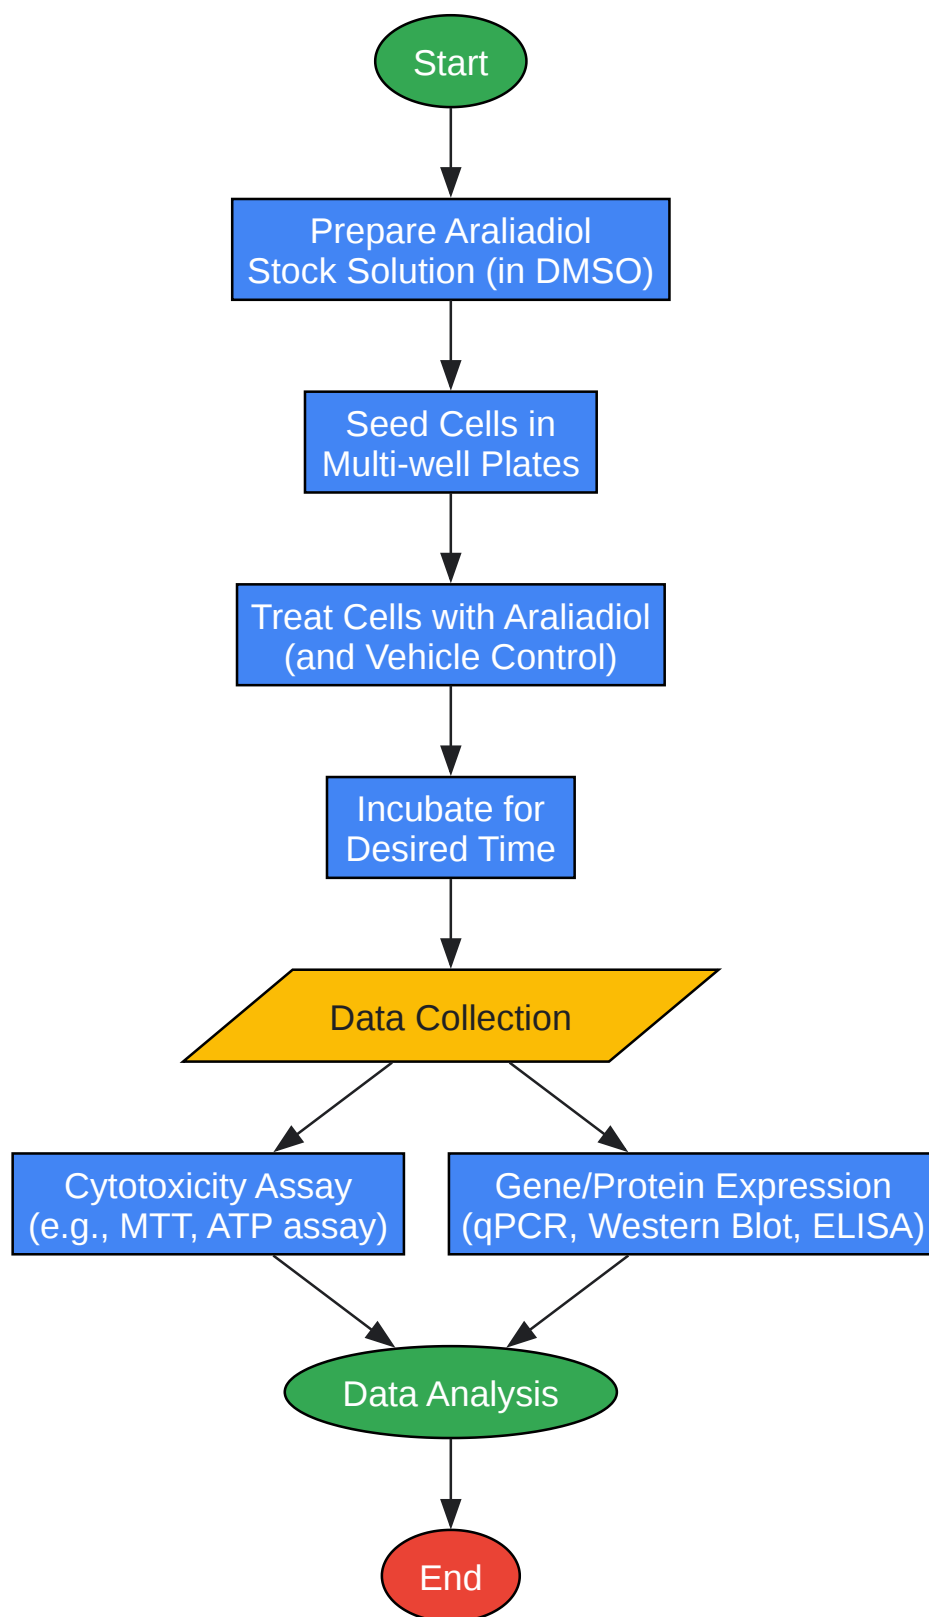 Start
Prepare Araliadiol
Stock Solution (in DMSO)
Seed Cells in
Multi-well Plates
Treat Cells with Araliadiol
(and Vehicle Control)
Incubate for
Desired Time
Data Collection
Cytotoxicity Assay
(e.g., MTT, ATP assay)
Gene/Protein Expression
(qPCR, Western Blot, ELISA)
Data Analysis
End